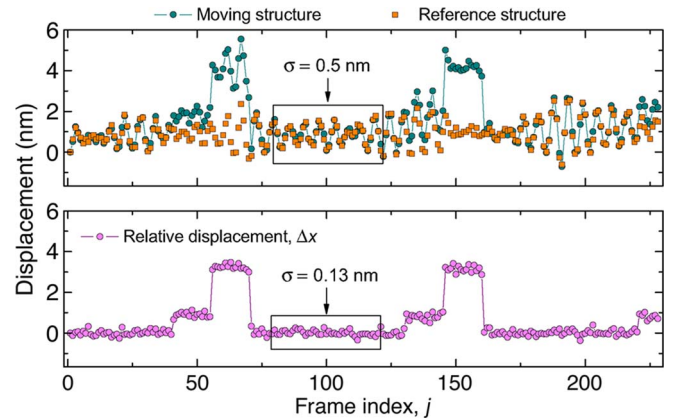 Moving structure Reference structure
6
4
2
0
σ = 0.5 nm
Displacement (nm)
6
4
2
0
Relative displacement, Δx
σ = 0.13 nm
0 50 100 150 200
Frame index, j